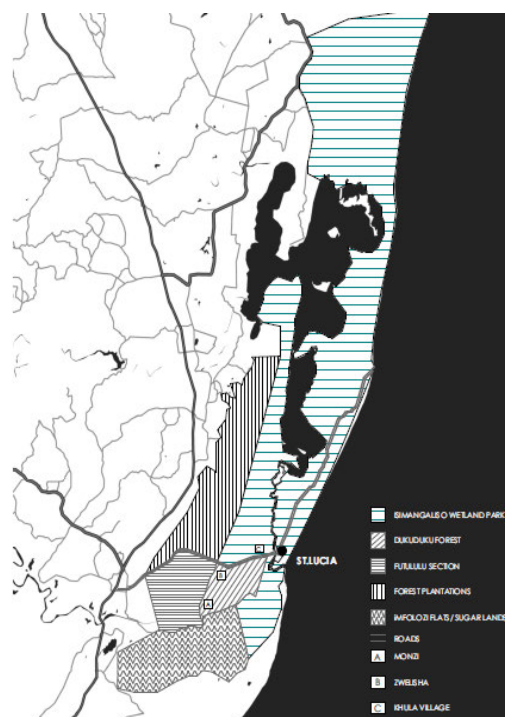 C
ST.LUCIA
B
A
ISIMANGALISO WETLAND PARK
DUKUDUKU FOREST
FUTULULU SECTION
FOREST PLANTATIONS
IMFOLOZI FLATS / SUGAR LANDS
ROADS
A MONZI
B ZWELISHA
C KHULA VILLAGE